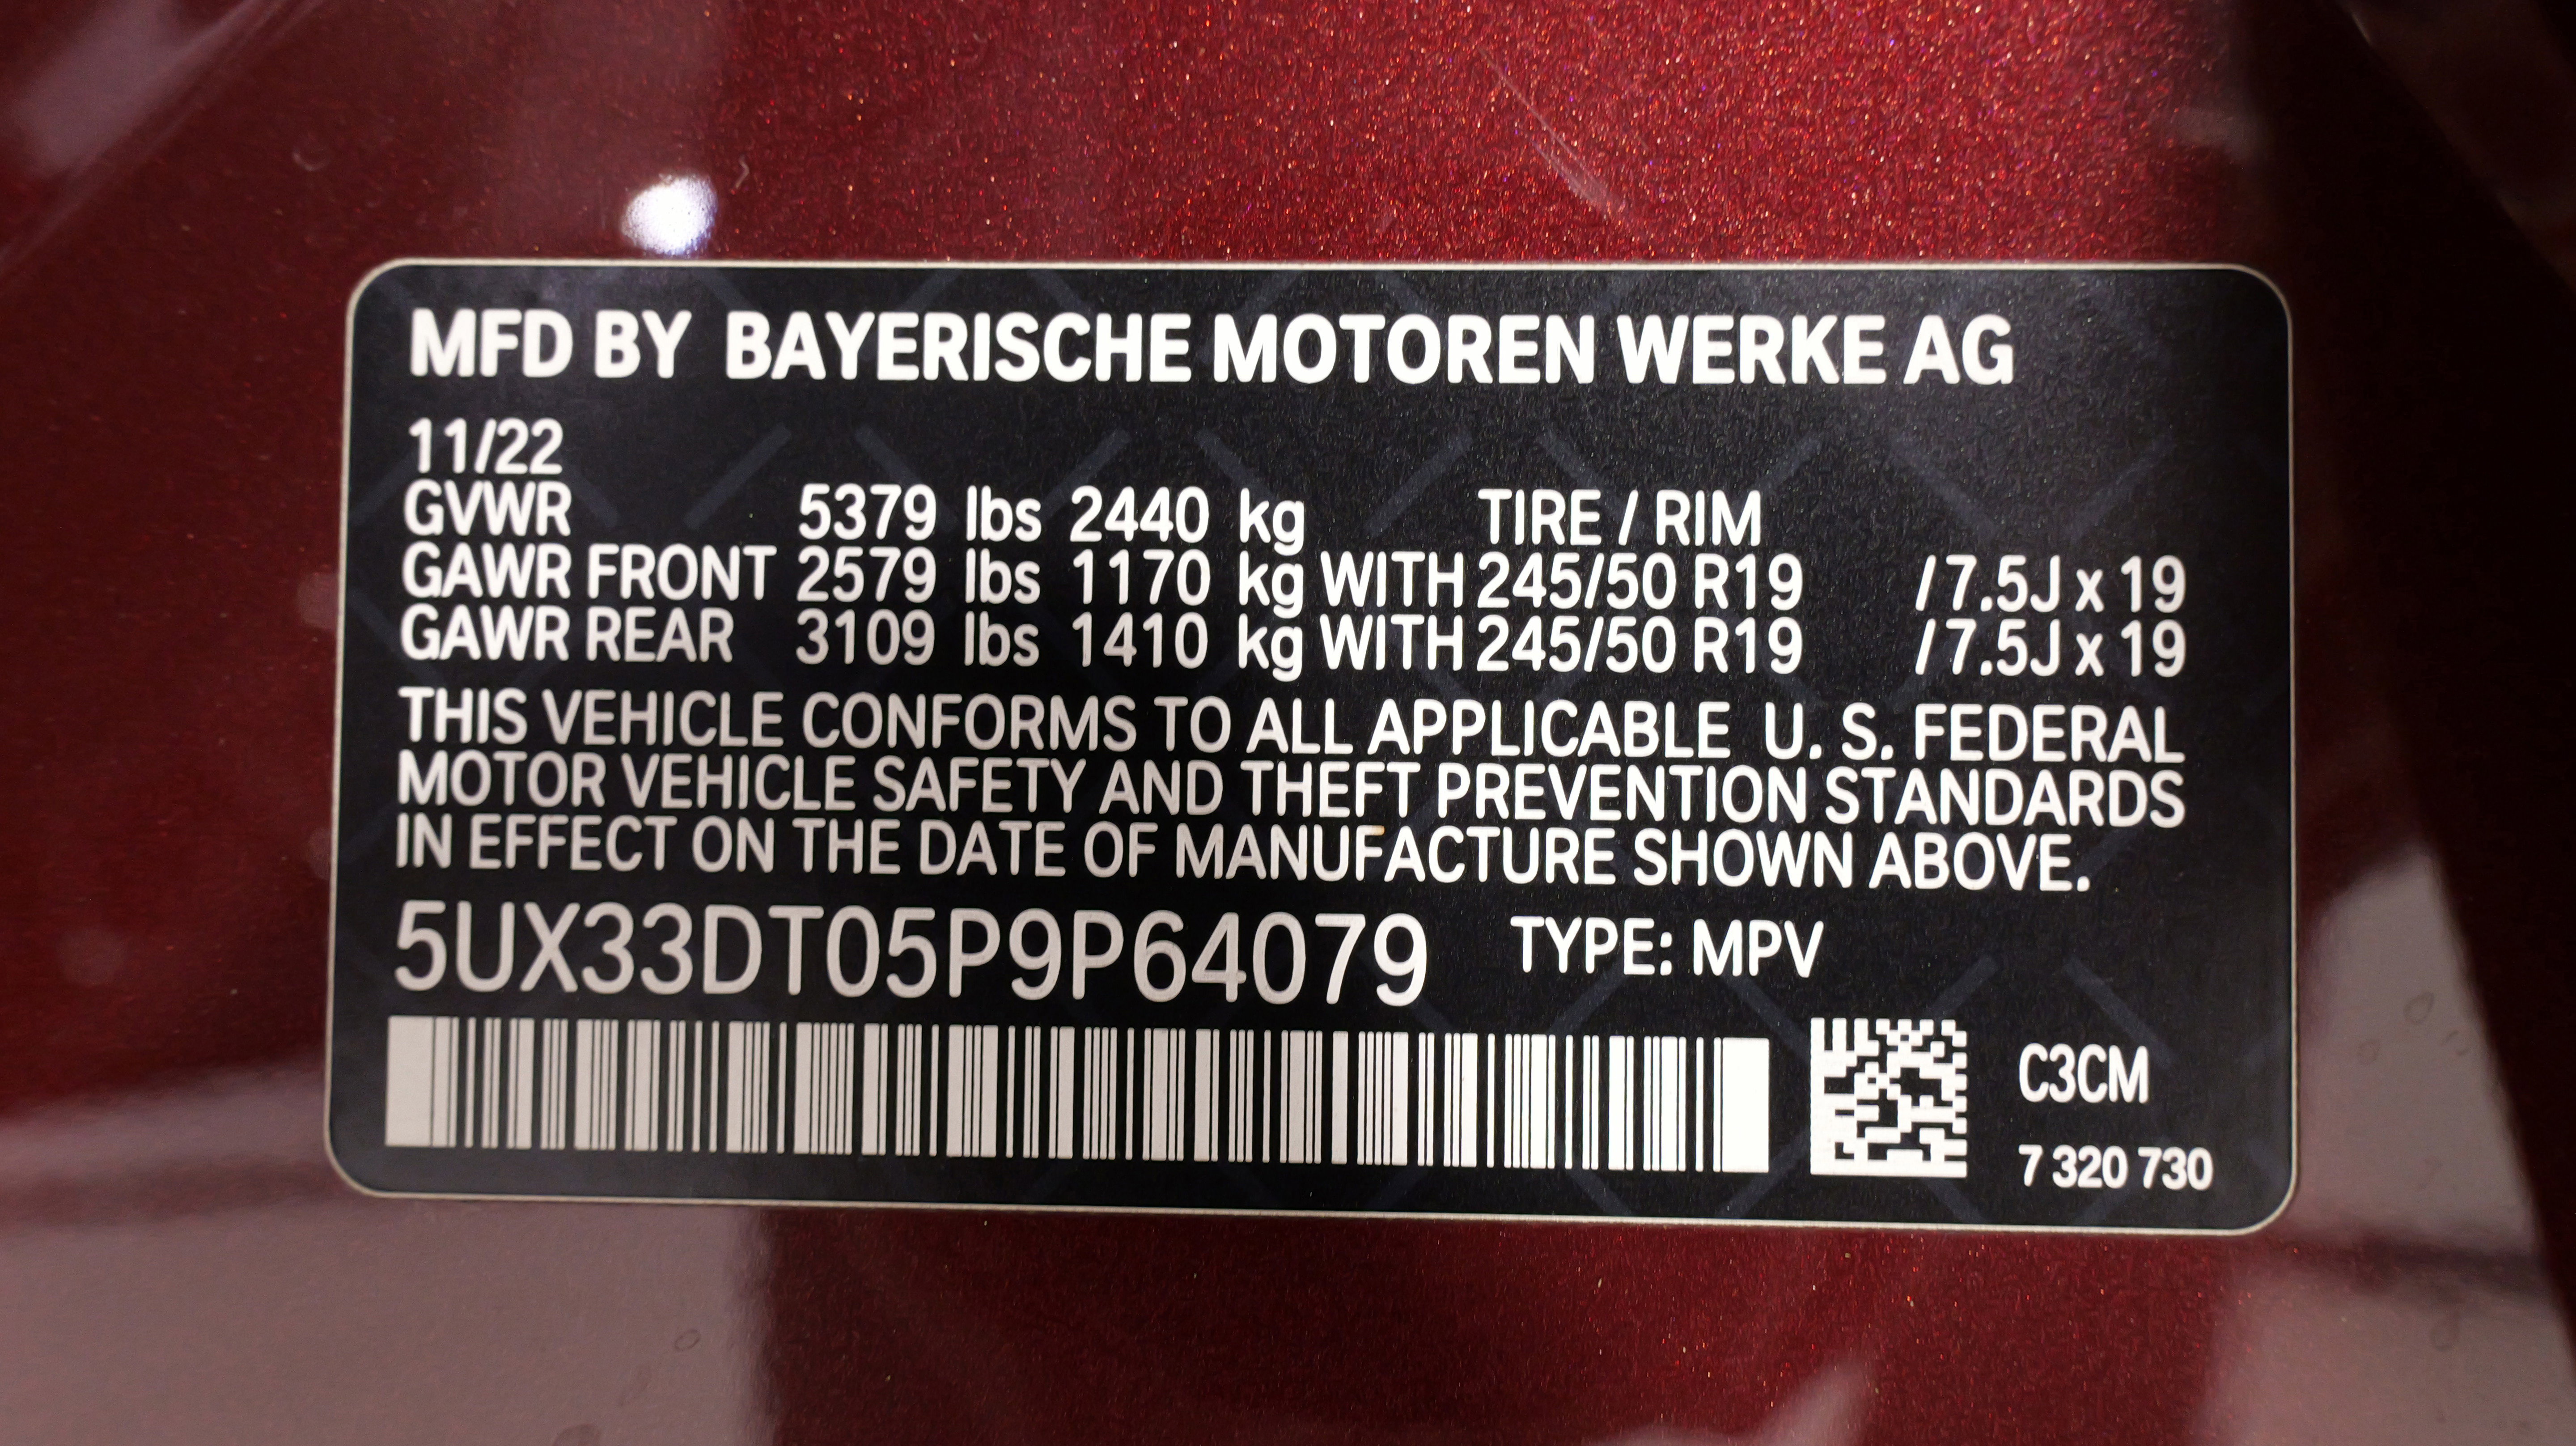 MFD BY BAYERISCHE MOTOREN WERKE AG
11/22
GVWR 5379 lbs 2440 kg TIRE / RIM
GAWR FRONT 2579 lbs 1170 kg WITH 245/50 R19 / 7.5J x 19
GAWR REAR 3109 lbs 1410 kg WITH 245/50 R19 / 7.5J x 19
THIS VEHICLE CONFORMS TO ALL APPLICABLE U. S. FEDERAL
MOTOR VEHICLE SAFETY AND THEFT PREVENTION STANDARDS
IN EFFECT ON THE DATE OF MANUFACTURE SHOWN ABOVE.
5UX33DT05P9P64079 TYPE: MPV
C3CM
7 320 730